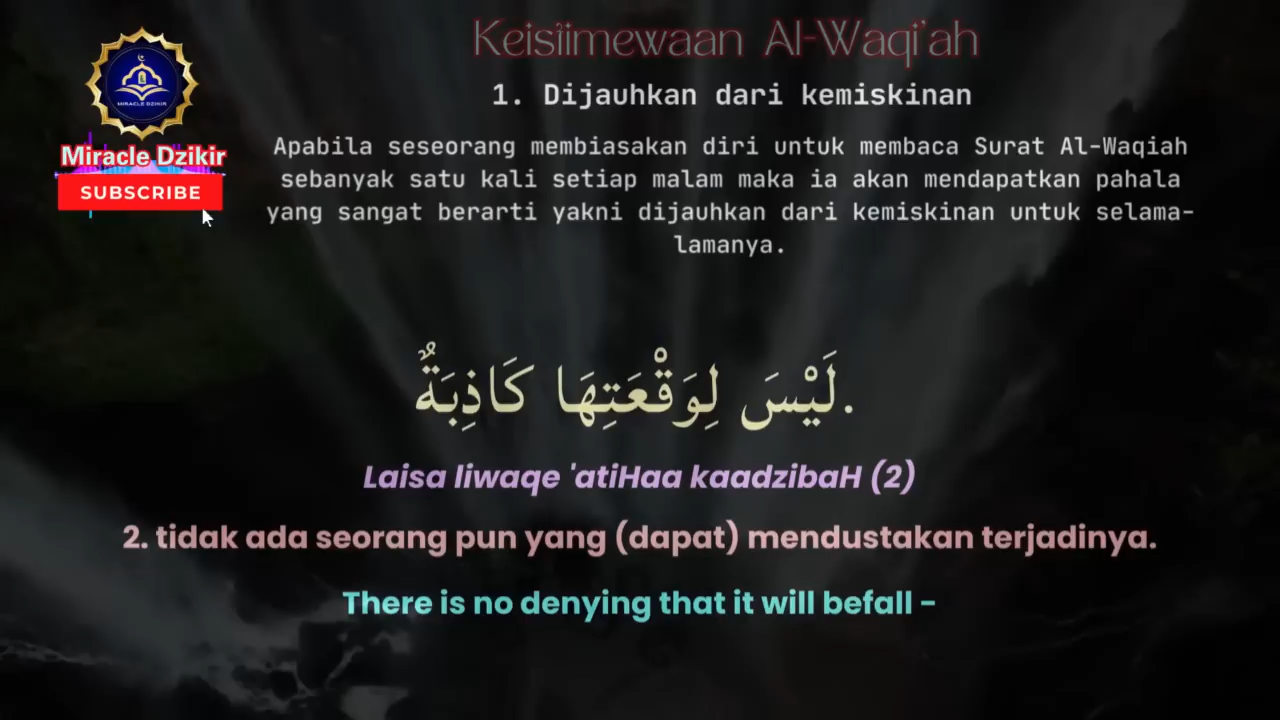 Keistimewaan Al-Waqi'ah
1. Dijauhkan dari kemiskinan
MIRACLE DZIKIR
Miracle Dzikir
SUBSCRIBE
Apabila seseorang membiasakan diri untuk membaca Surat Al-Waqiah
sebanyak satu kali setiap malam maka ia akan mendapatkan pahala
yang sangat berarti yakni dijauhkan dari kemiskinan untuk selama-
lamanya.
.لَيْسَ لِوَقْعَتِهَا كَاذِبَةٌ
Laisa liwaqe 'atiHaa kaadzibaH (2)
2. tidak ada seorang pun yang (dapat) mendustakan terjadinya.
There is no denying that it will befall -